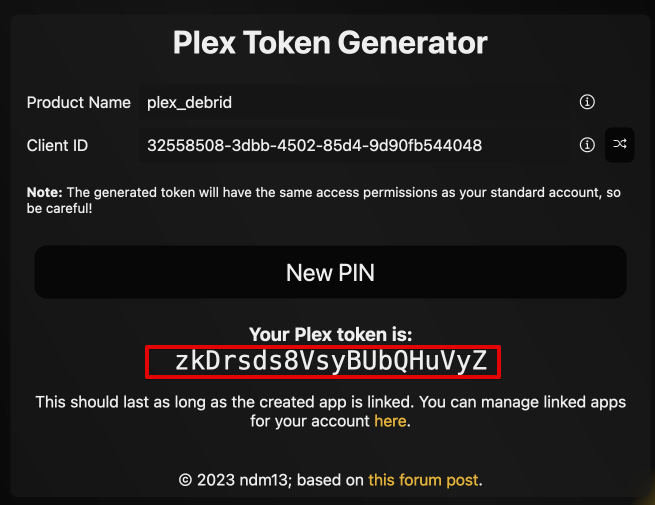 Plex Token Generator
Product Name plex_debrid
Client ID 32558508-3dbb-4502-85d4-9d90fb544048
Note: The generated token will have the same access permissions as your standard account, so
be careful!
New PIN
Your Plex token is:
zkDrsds8VsyBUbQHuVyZ
This should last as long as the created app is linked. You can manage linked apps
for your account here.
© 2023 ndm13; based on this forum post.